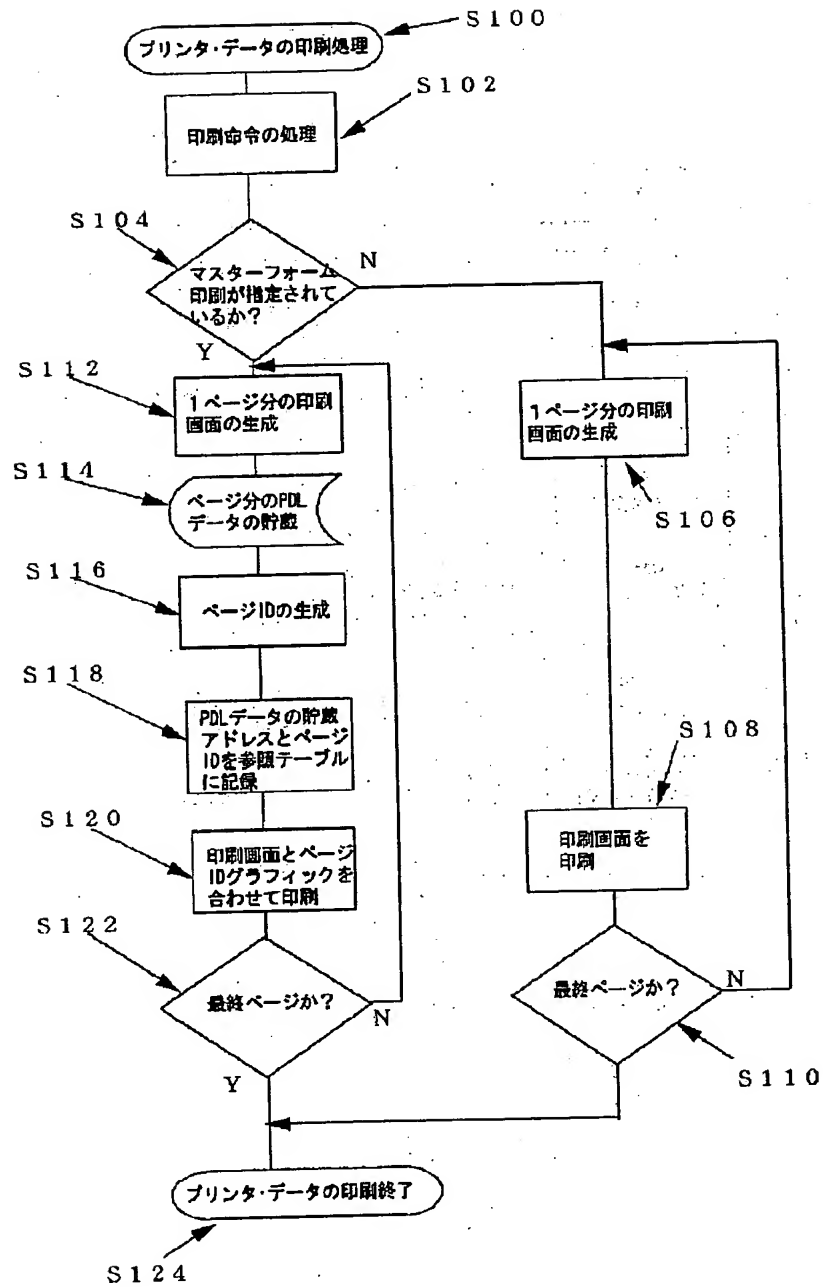 S100
プリンタ・データの印刷処理
S102
印刷命令の処理
S104
マスターフォーム
印刷が指定されて
いるか?
N
Y
S112
1ページ分の印刷
画面の生成
1ページ分の印刷
画面の生成
S106
S114
ページ分のPDL
データの貯蔵
S116
ページIDの生成
S118
PDLデータの貯蔵
アドレスとページ
IDを参照テーブル
に記録
S108
印刷画面を
印刷
S120
印刷画面とページ
IDグラフィックを
合わせて印刷
S122
最終ページか?
N
Y
最終ページか?
N
S110
プリンタ・データの印刷終了
S124